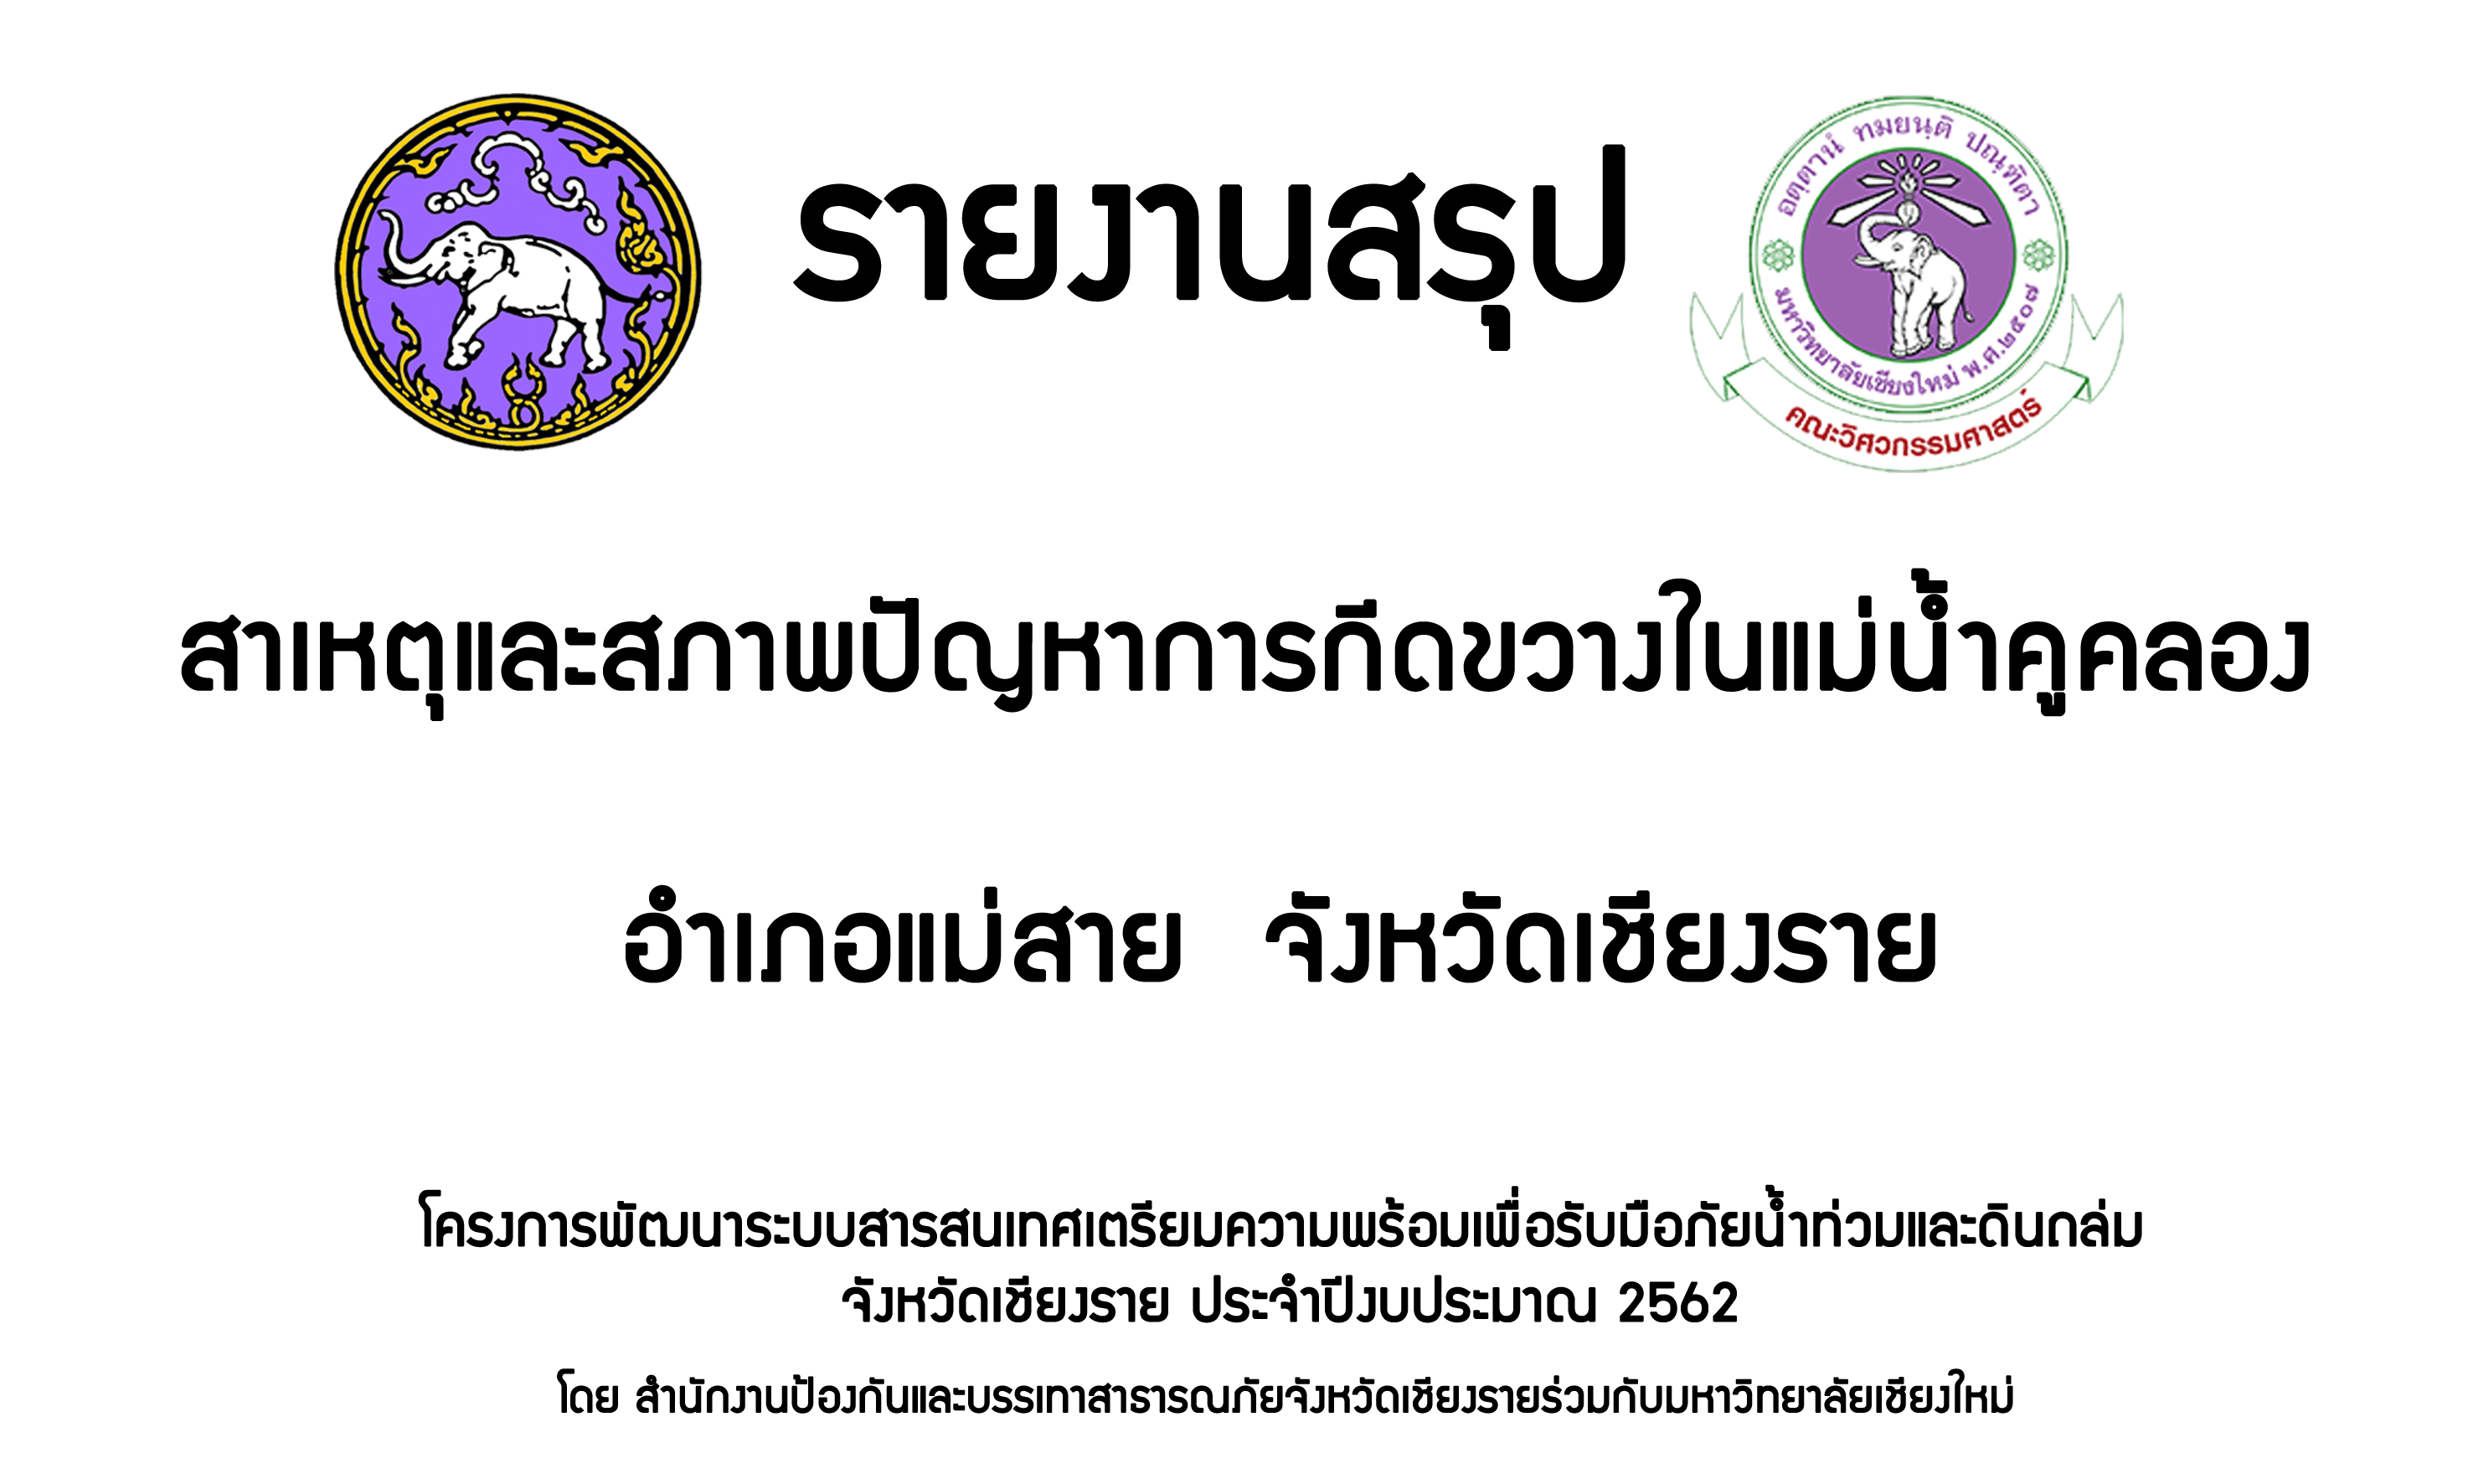 รายงานสรุป
อตฺตานํ ทมยนฺติ ปณฺฑิตา
มหาวิทยาลัยเชียงใหม่ พ.ศ.๒๕๐๗
คณะวิศวกรรมศาสตร์
สาเหตุและสภาพปัญหาการกีดขวางในแม่น้ำคูคลอง
อำเภอแม่สาย จังหวัดเชียงราย
โครงการพัฒนาระบบสารสนเทศเตรียมความพร้อมเพื่อรับมือภัยน้ำท่วมและดินถล่ม
จังหวัดเชียงราย ประจำปีงบประมาณ 2562
โดย สำนักงานป้องกันและบรรเทาสาธารณภัยจังหวัดเชียงรายร่วมกับมหาวิทยาลัยเชียงใหม่